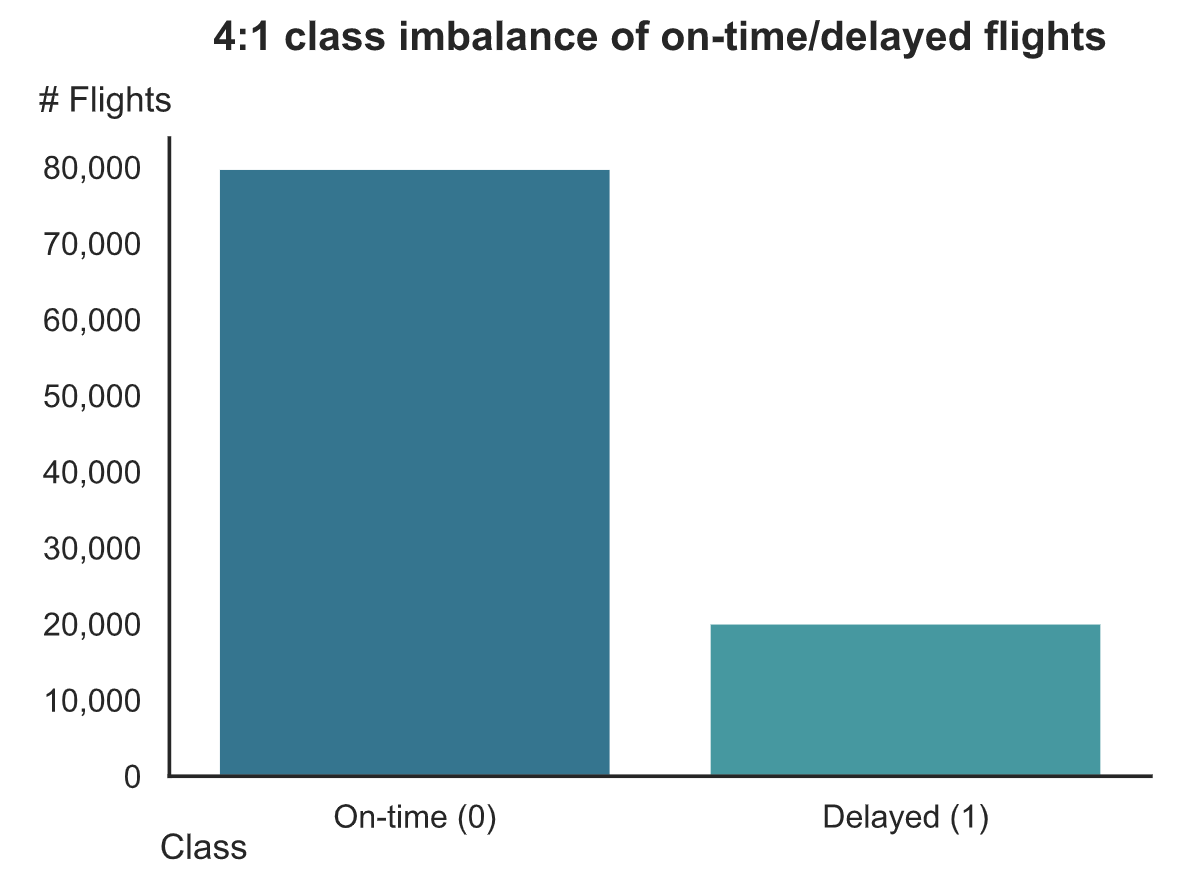 4:1 class imbalance of on-time/delayed flights
# Flights
80,000
70,000
60,000
50,000
40,000
30,000
20,000
10,000
0
On-time (0) Delayed (1)
Class